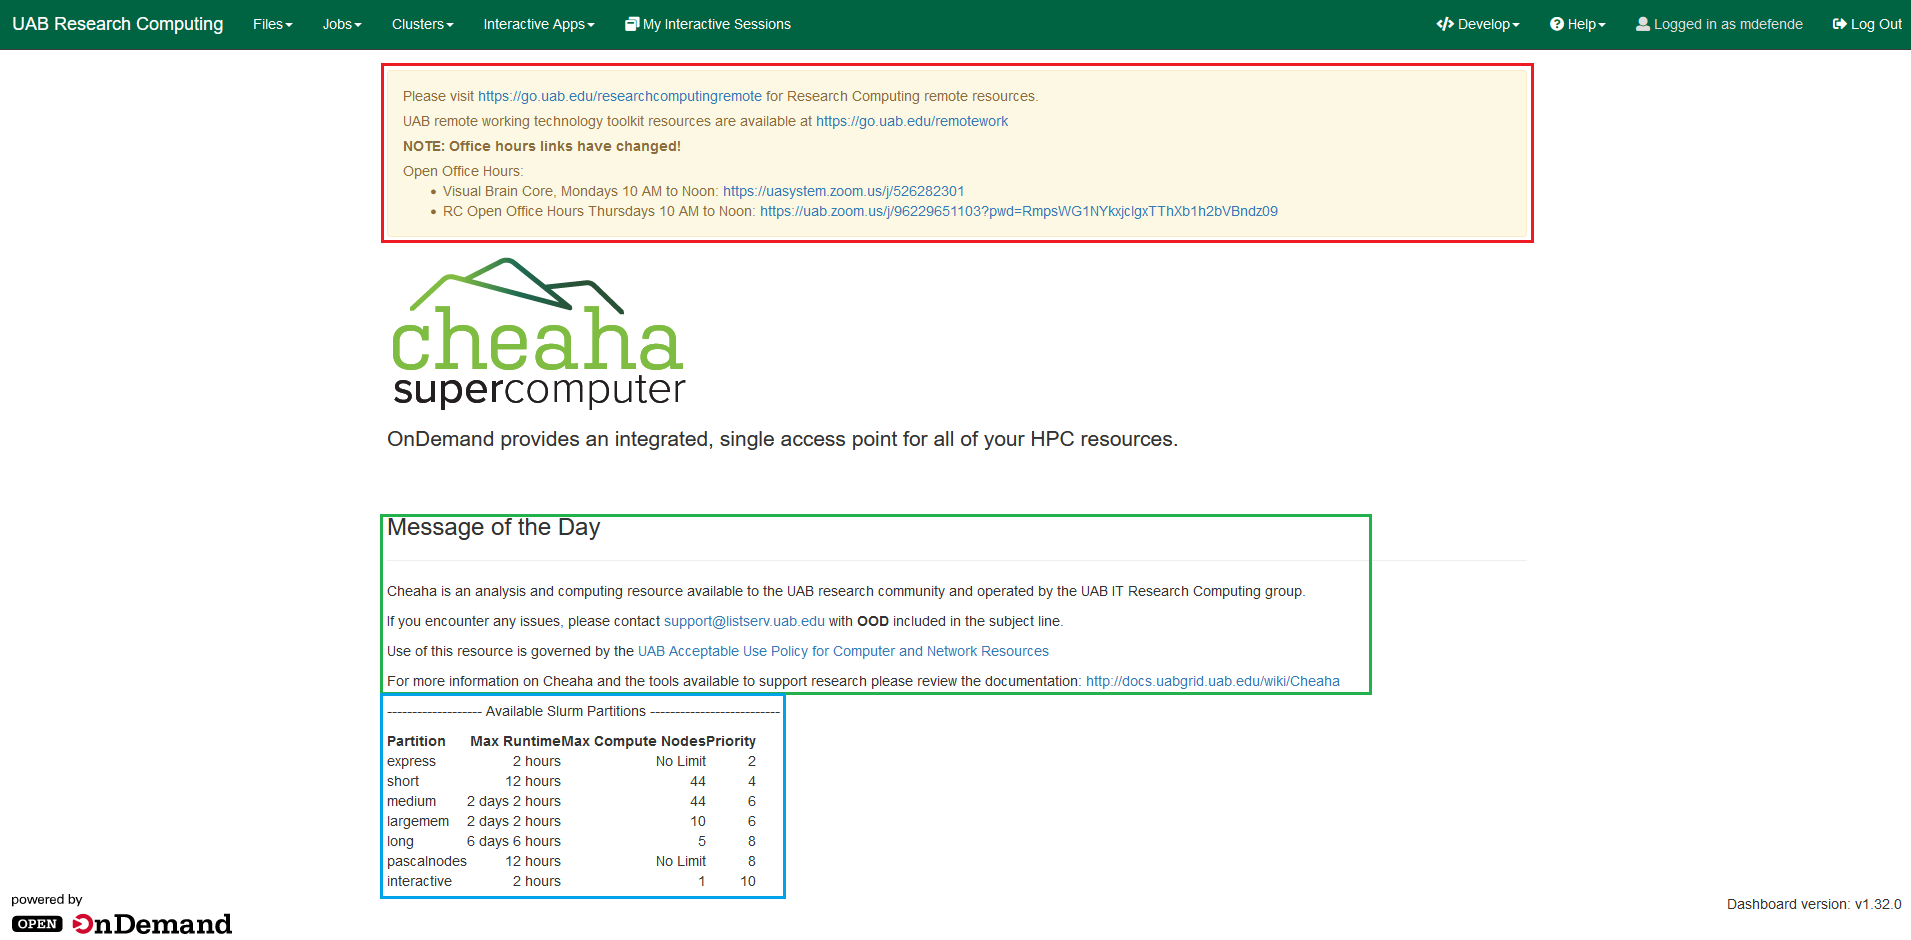 UAB Research Computing Files Jobs Clusters Interactive Apps My Interactive Sessions Develop Help Logged in as mdefende Log Out
Please visit https://go.uab.edu/researchcomputingremote for Research Computing remote resources.
UAB remote working technology toolkit resources are available at https://go.uab.edu/remotework
NOTE: Office hours links have changed!
Open Office Hours:
• Visual Brain Core, Mondays 10 AM to Noon: https://uasystem.zoom.us/j/526282301
• RC Open Office Hours Thursdays 10 AM to Noon: https://uab.zoom.us/j/96229651103?pwd=RmpsWG1NYkxjclgxTThXb1h2bVBndz09
cheaha
supercomputer
OnDemand provides an integrated, single access point for all of your HPC resources.
Message of the Day
Cheaha is an analysis and computing resource available to the UAB research community and operated by the UAB IT Research Computing group.
If you encounter any issues, please contact support@listserv.uab.edu with OOD included in the subject line.
Use of this resource is governed by the UAB Acceptable Use Policy for Computer and Network Resources
For more information on Cheaha and the tools available to support research please review the documentation: http://docs.uabgrid.uab.edu/wiki/Cheaha
------------------- Available Slurm Partitions --------------------------
Partition Max Runtime Max Compute Nodes Priority
express 2 hours No Limit 2
short 12 hours 44 4
medium 2 days 2 hours 44 6
largemem 2 days 2 hours 10 6
long 6 days 6 hours 5 8
pascalnodes 12 hours No Limit 8
interactive 2 hours 1 10
powered by
OPEN OnDemand
Dashboard version: v1.32.0